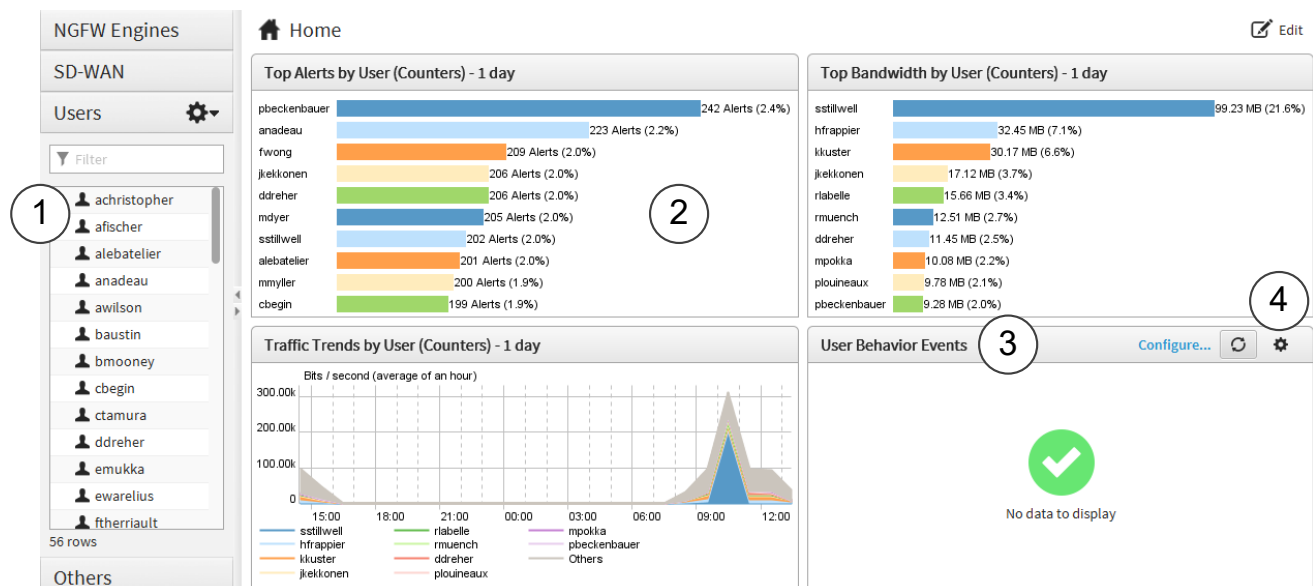 NGFW Engines
SD-WAN
Users
Filter
1
achristopher
afischer
alebatelier
anadeau
awilson
baustin
bmooney
cbegin
ctamura
ddreher
emukka
ewarelius
ftherriault
56 rows
Others
Home
Edit
Top Alerts by User (Counters) - 1 day
pbeckenbauer 242 Alerts (2.4%)
anadeau 223 Alerts (2.2%)
fwong 209 Alerts (2.0%)
jkekkonen 206 Alerts (2.0%)
ddreher 206 Alerts (2.0%)
mdyer 205 Alerts (2.0%)
sstillwell 202 Alerts (2.0%)
alebatelier 201 Alerts (2.0%)
mmyller 200 Alerts (1.9%)
cbegin 199 Alerts (1.9%)
2
Top Bandwidth by User (Counters) - 1 day
sstillwell 99.23 MB (21.6%)
hfrappier 32.45 MB (7.1%)
kkuster 30.17 MB (6.6%)
jkekkonen 17.12 MB (3.7%)
rlabelle 15.66 MB (3.4%)
rmuench 12.51 MB (2.7%)
ddreher 11.45 MB (2.5%)
mpokka 10.08 MB (2.2%)
plouineaux 9.78 MB (2.1%)
pbeckenbauer 9.28 MB (2.0%)
4
Traffic Trends by User (Counters) - 1 day
Bits / second (average of an hour)
300.00k
200.00k
100.00k
0
15:00 18:00 21:00 00:00 03:00 06:00 09:00 12:00
sstillwell rlabelle mpokka
hfrappier rmuench pbeckenbauer
kkuster ddreher Others
jkekkonen plouineaux
User Behavior Events 3 Configure...
No data to display